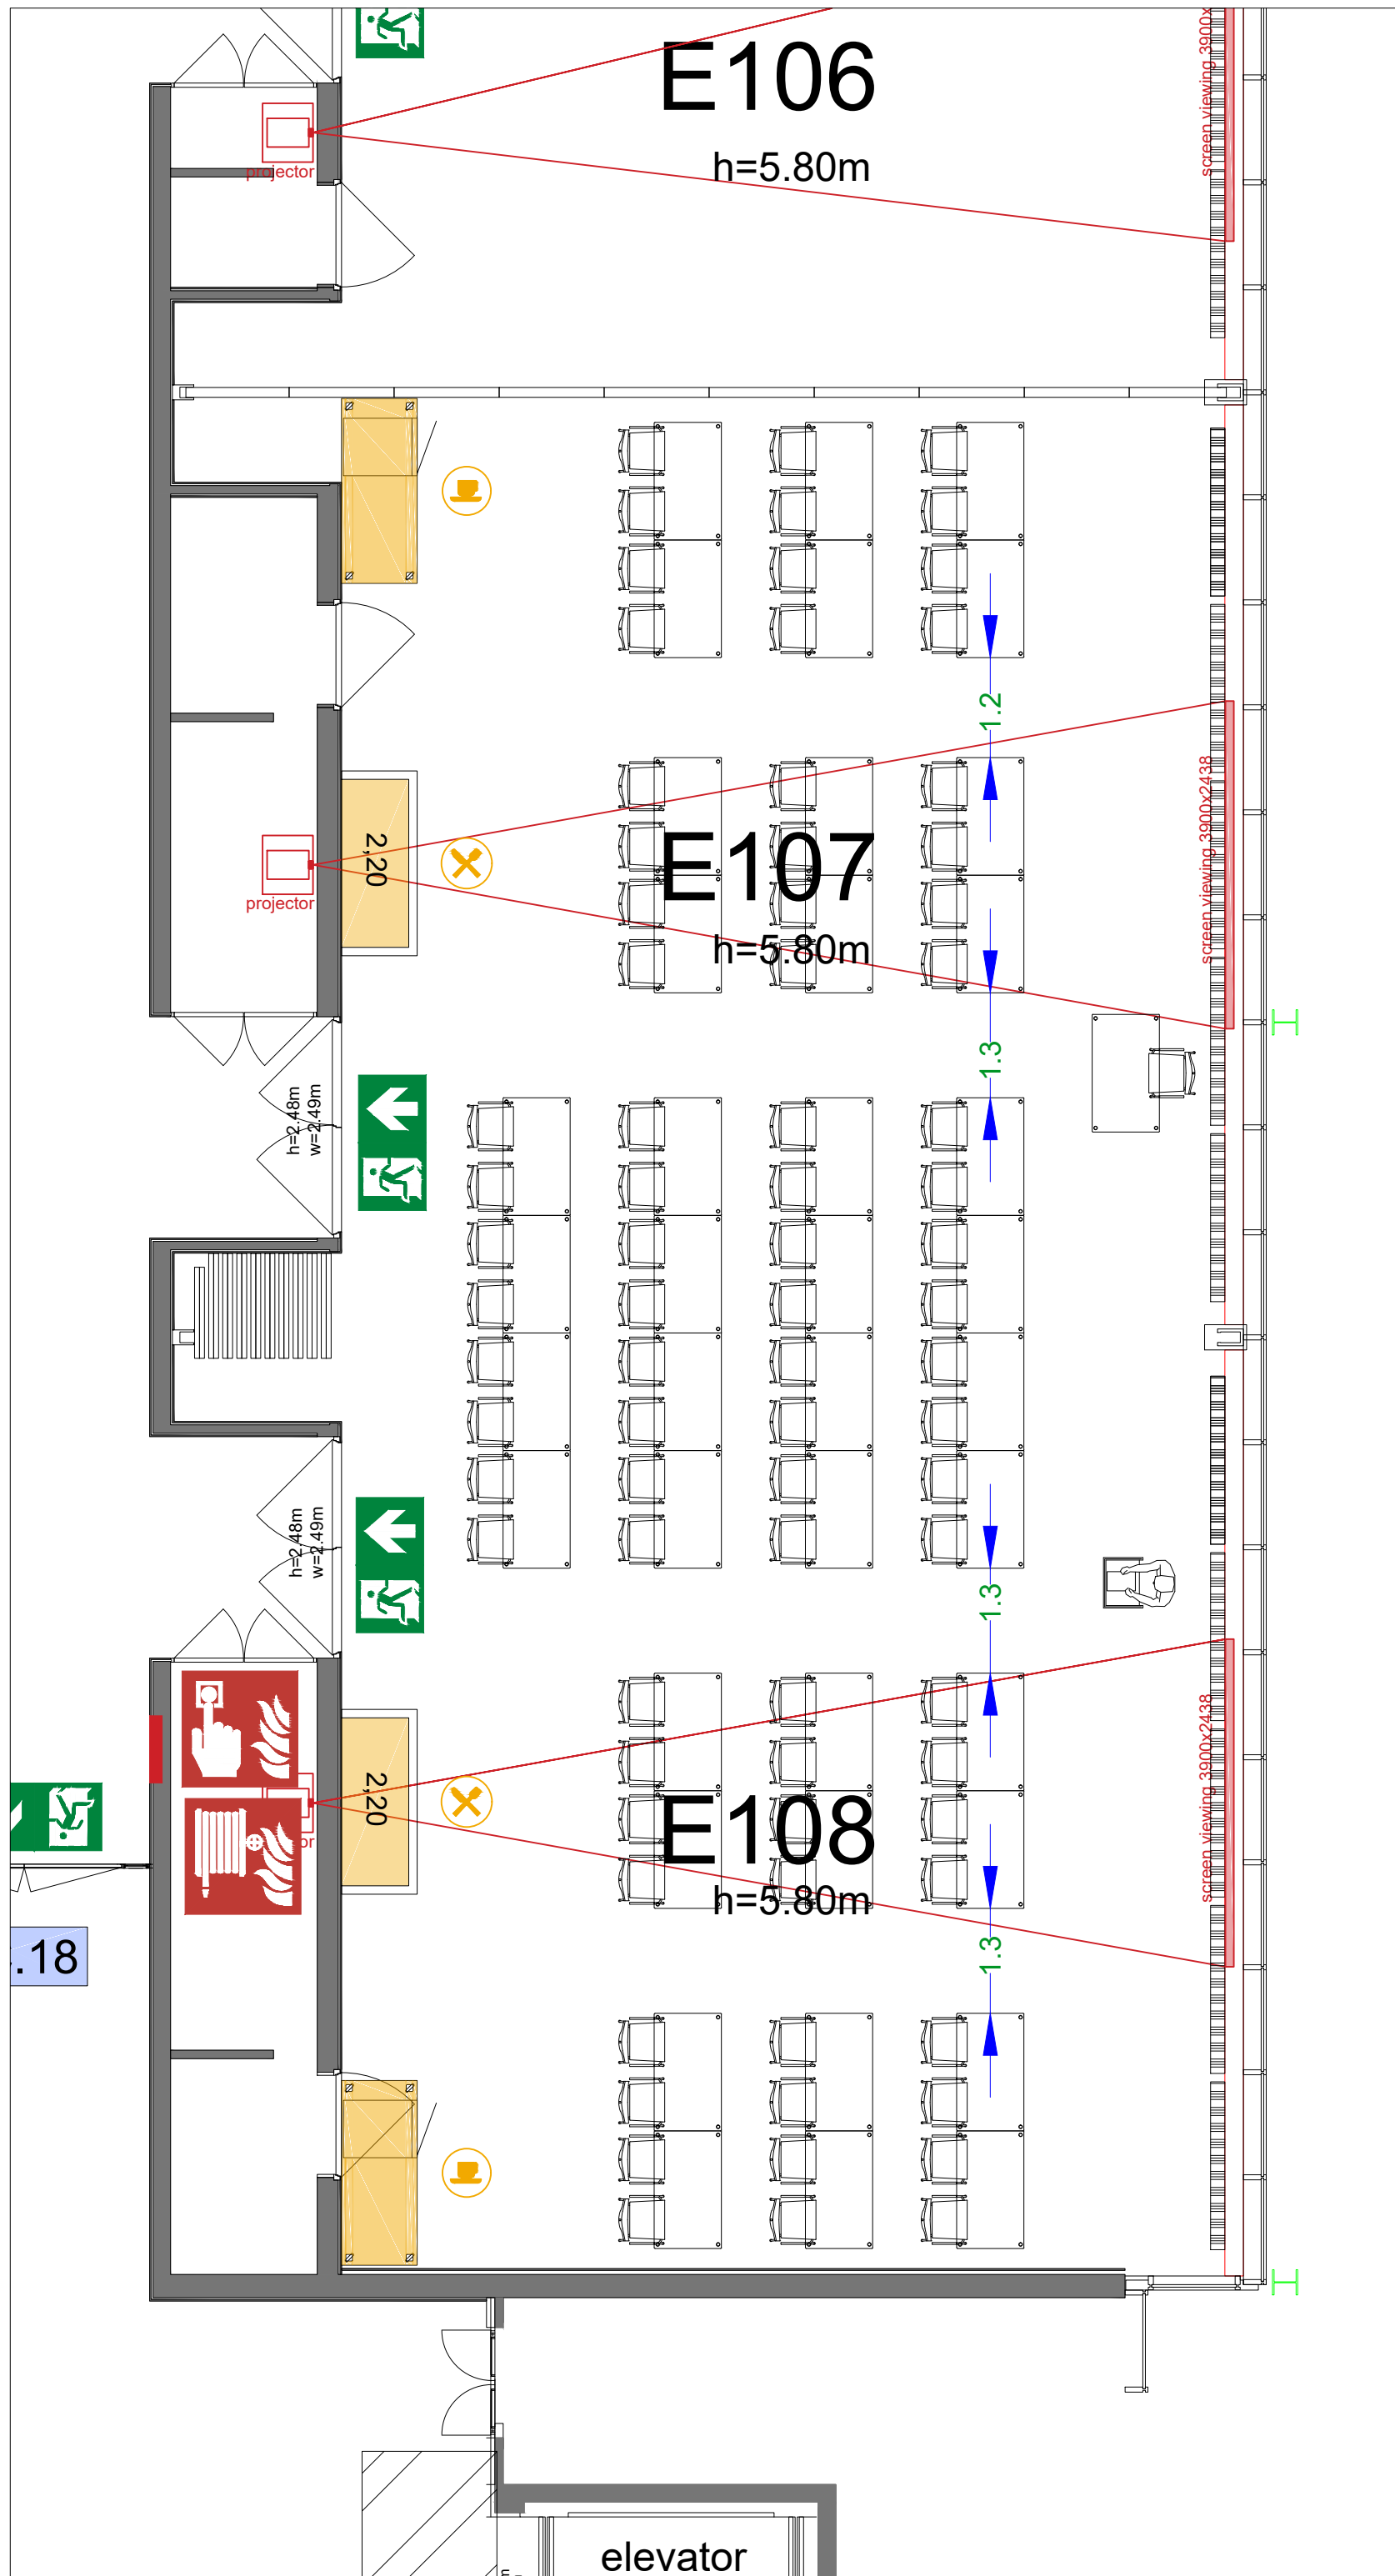 E106
h=5.80m
screen viewing 3900x
projector
1.2
2,20
E107
h=5.80m
screen viewing 3900x2438
projector
1.3
h=2.48m
w=2.49m
h=2.48m
w=2.49m
1.3
2,20
E108
h=5.80m
screen viewing 3900x2438
1.3
.18
elevator